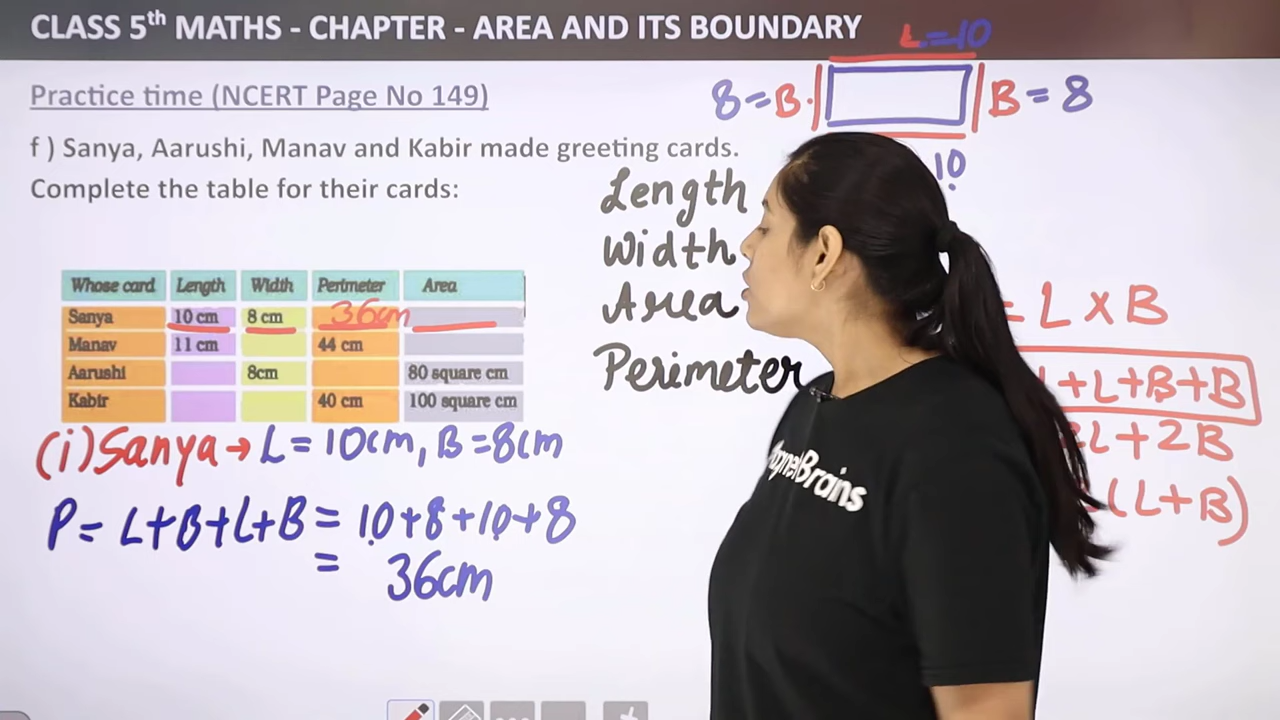 CLASS 5th MATHS - CHAPTER - AREA AND ITS BOUNDARY
L=10
Practice time (NCERT Page No 149)
8=B
B=8
f ) Sanya, Aarushi, Manav and Kabir made greeting cards.
Complete the table for their cards:
10
Length
Width
Area
= L x B
Perimeter
L+L+B+B
L+2B
(L+B)
Whose card Length Width Perimeter Area
Sanya 10 cm 8 cm 36cm
Manav 11 cm 44 cm
Aarushi 8cm 80 square cm
Kabir 40 cm 100 square cm
(i) Sanya → L = 10cm, B = 8cm
P = L+B+L+B = 10+8+10+8
= 36cm
Brains